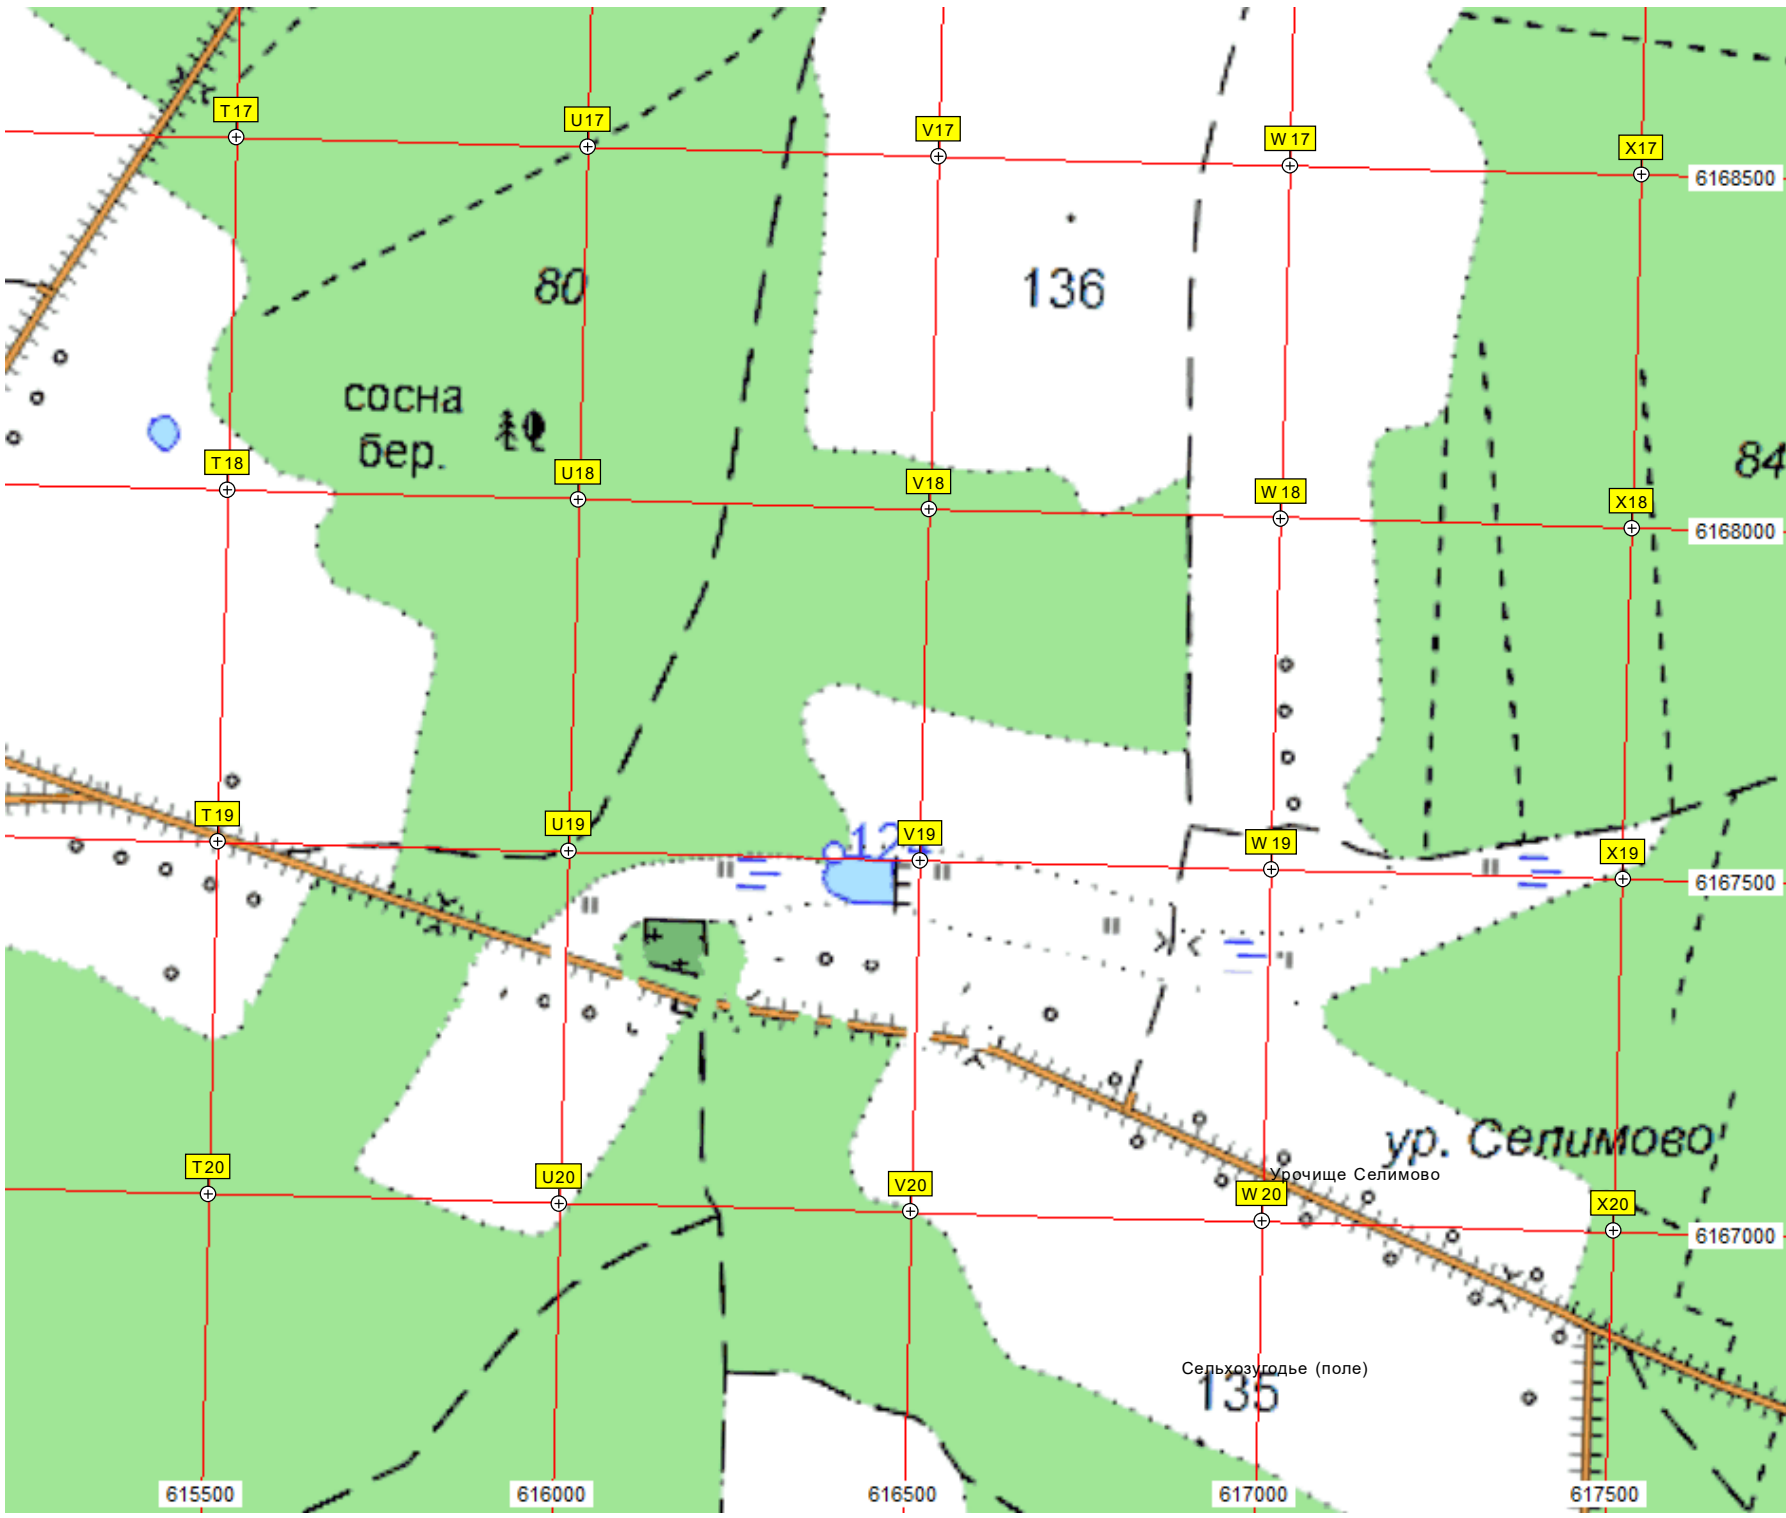 T17
U17
V17
W17
X17
6168500
80
136
сосна
бер.
84
T18
U18
V18
W18
X18
6168000
T19
U19
V19
W19
X19
6167500
ур. Селимово
Урочище Селимово
T20
U20
V20
W20
X20
6167000
Сельхозугодье (поле)
135
615500
616000
616500
617000
617500